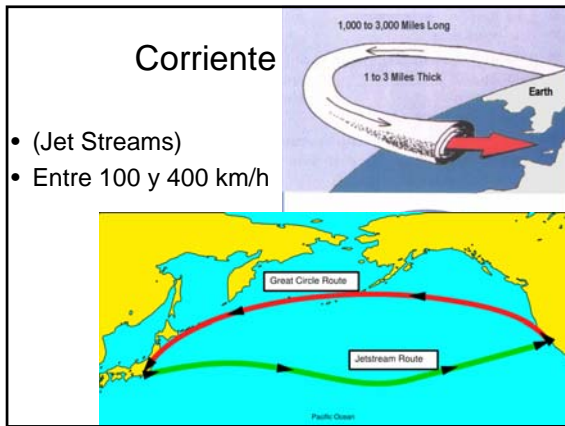 Corriente
1,000 to 3,000 Miles Long
1 to 3 Miles Thick
Earth
• (Jet Streams)
• Entre 100 y 400 km/h
Great Circle Route
Jetstream Route
Pacific Ocean